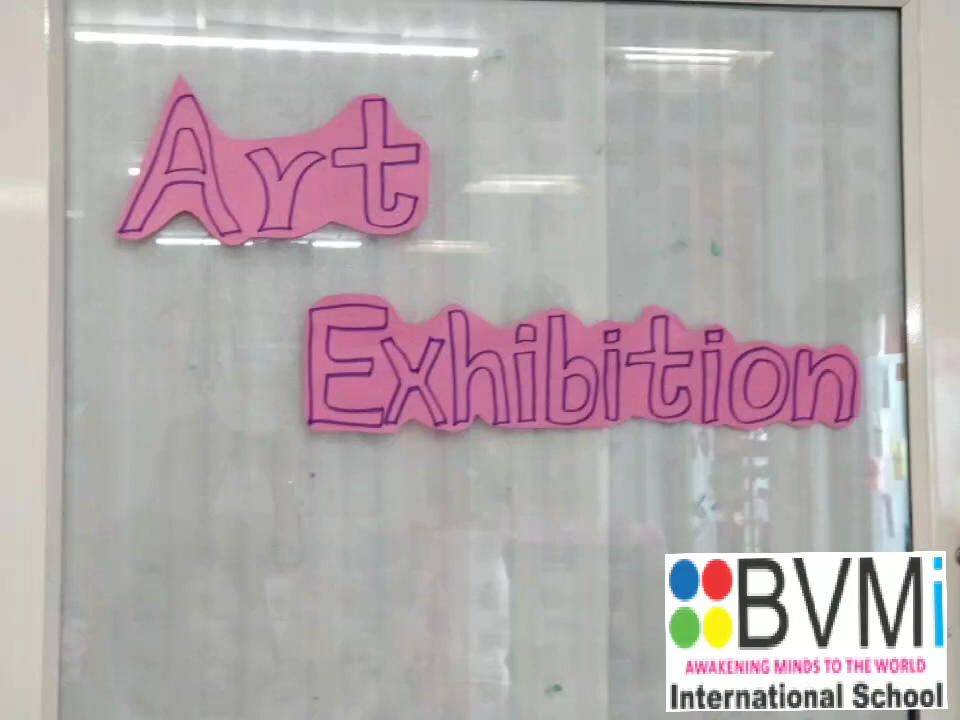 Art
Exhibition
BVMi
AWAKENING MINDS TO THE WORLD
International School